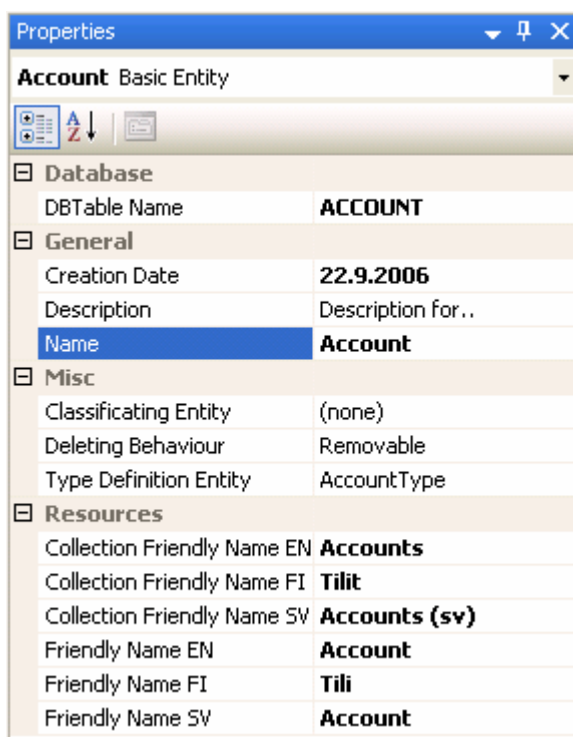 Properties
Account Basic Entity
Database
DBTable Name ACCOUNT
General
Creation Date 22.9.2006
Description Description for..
Name Account
Misc
Classificating Entity (none)
Deleting Behaviour Removable
Type Definition Entity AccountType
Resources
Collection Friendly Name EN Accounts
Collection Friendly Name FI Tilit
Collection Friendly Name SV Accounts (sv)
Friendly Name EN Account
Friendly Name FI Tili
Friendly Name SV Account